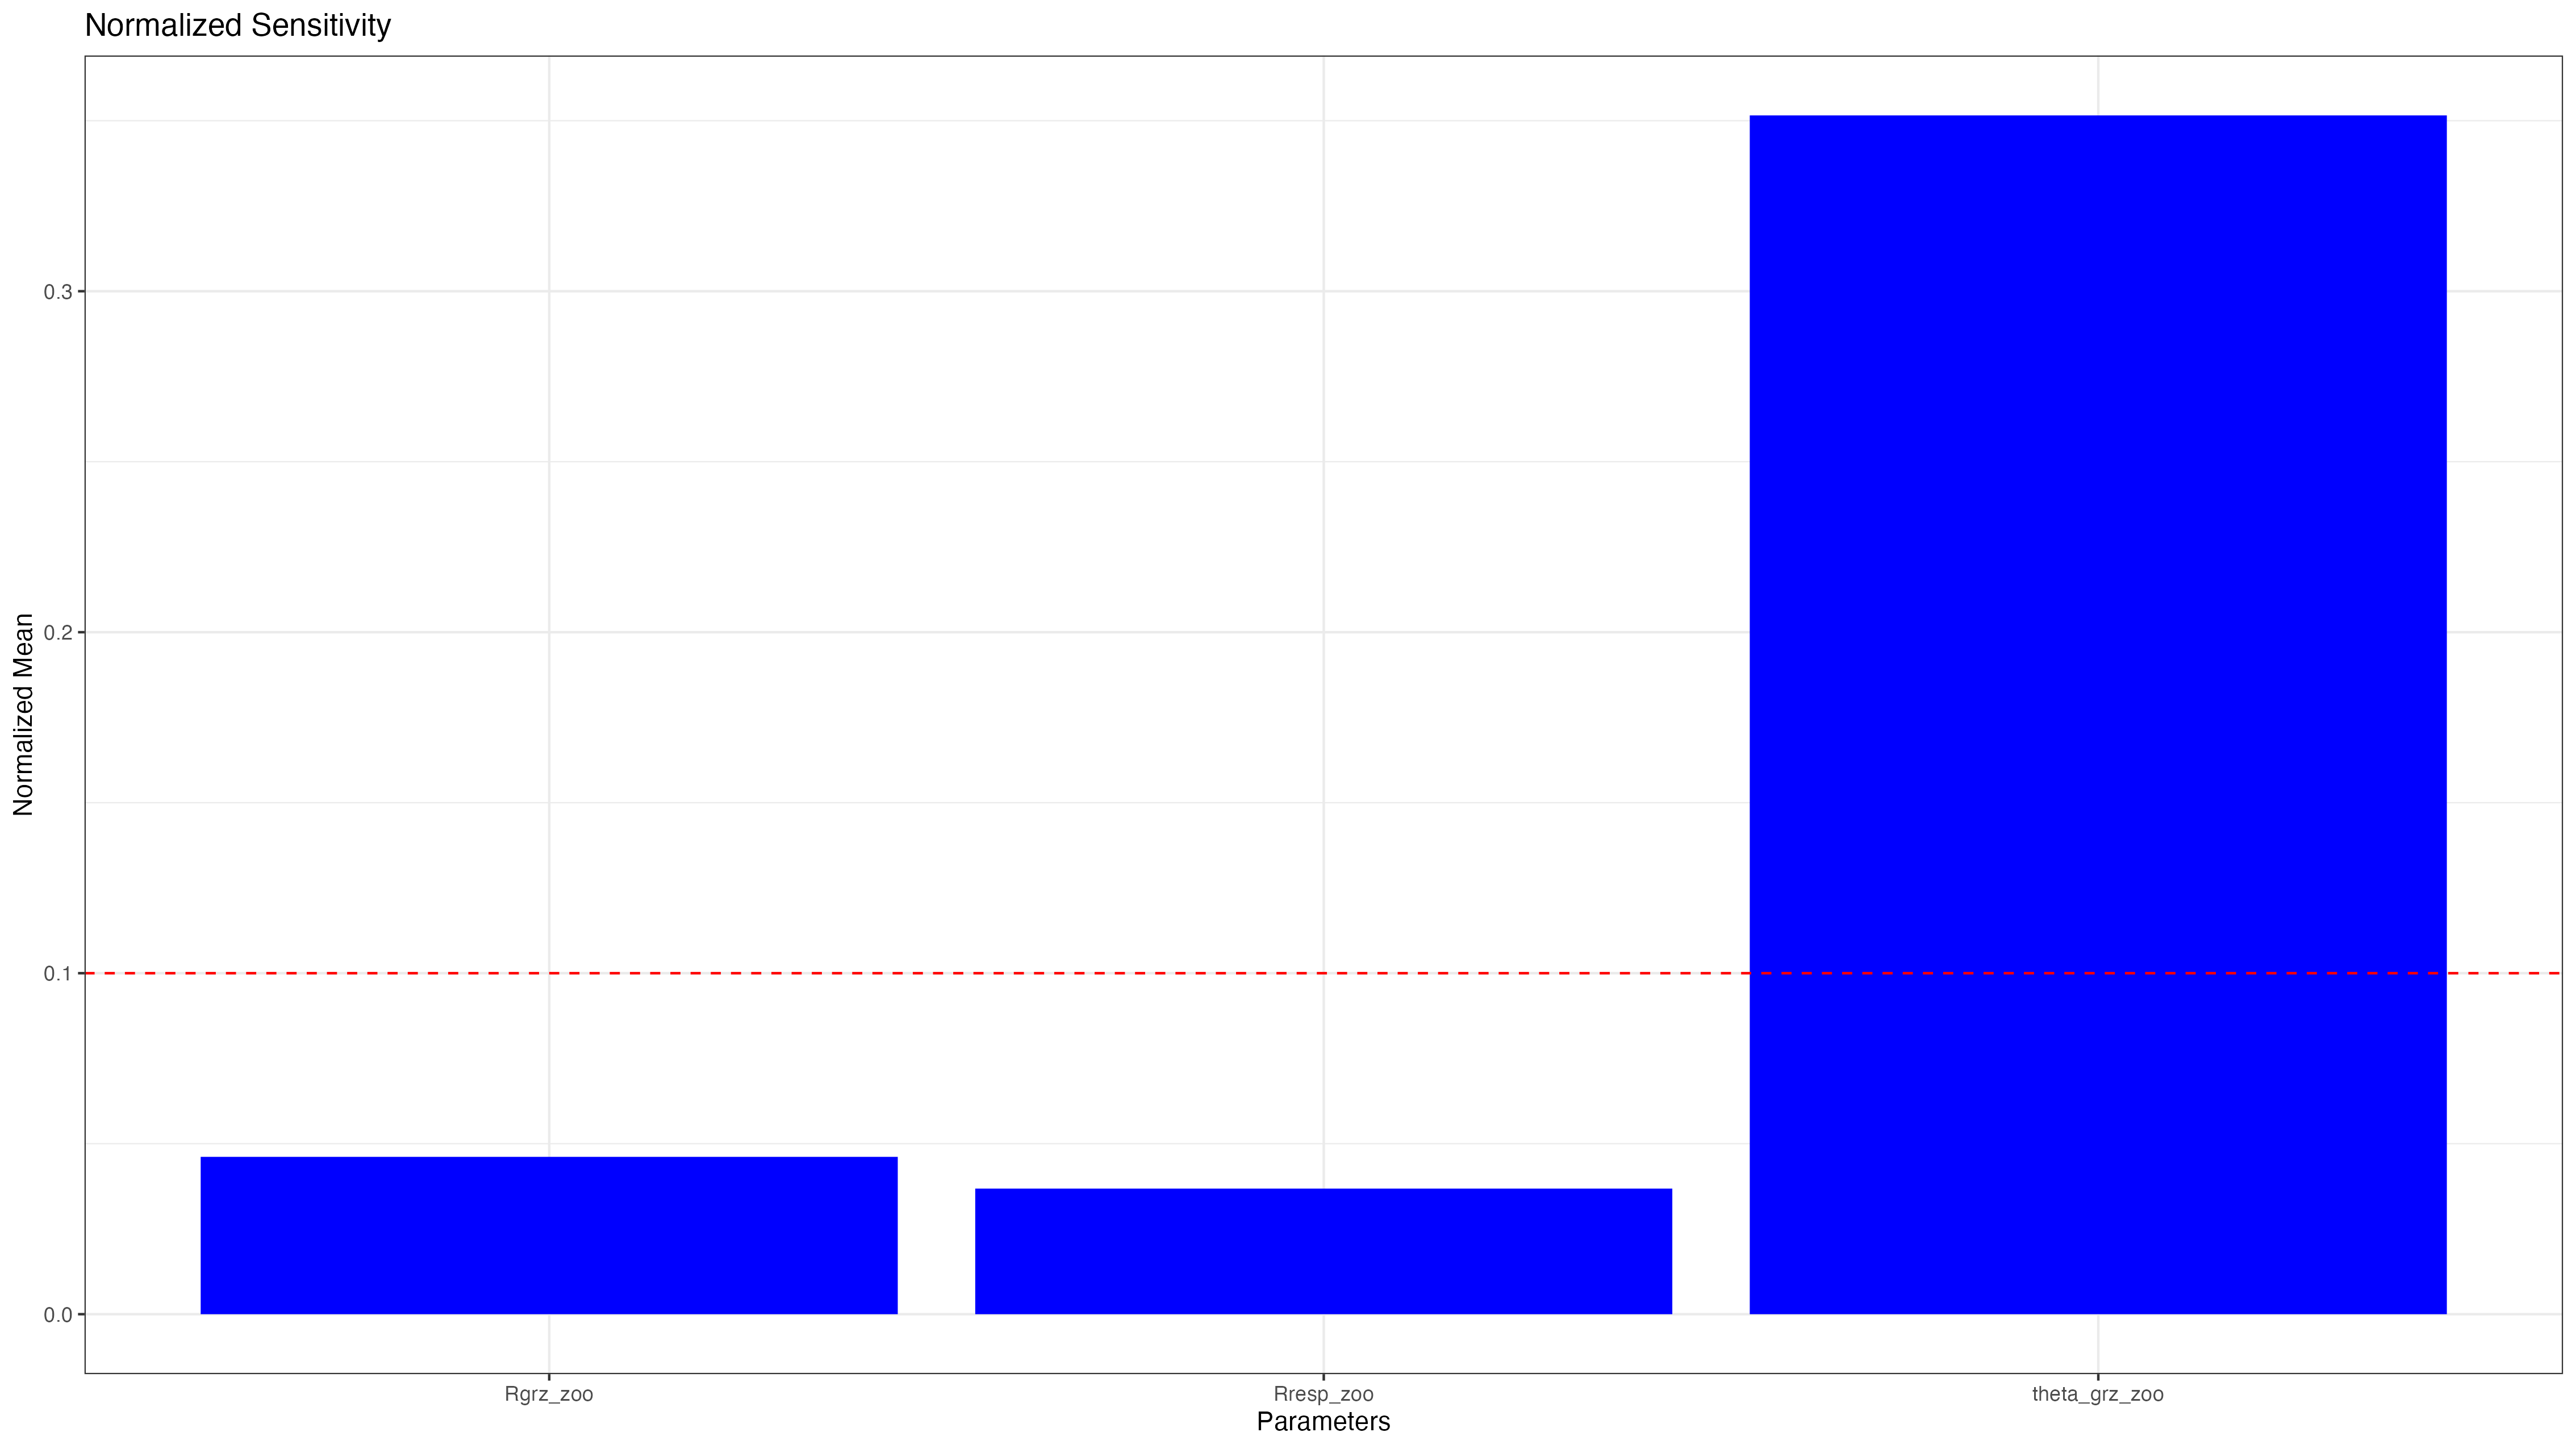 Normalized Sensitivity
Normalized Mean
0.3
0.2
0.1
0.0
Rgrz_zoo
Rresp_zoo
theta_grz_zoo
Parameters